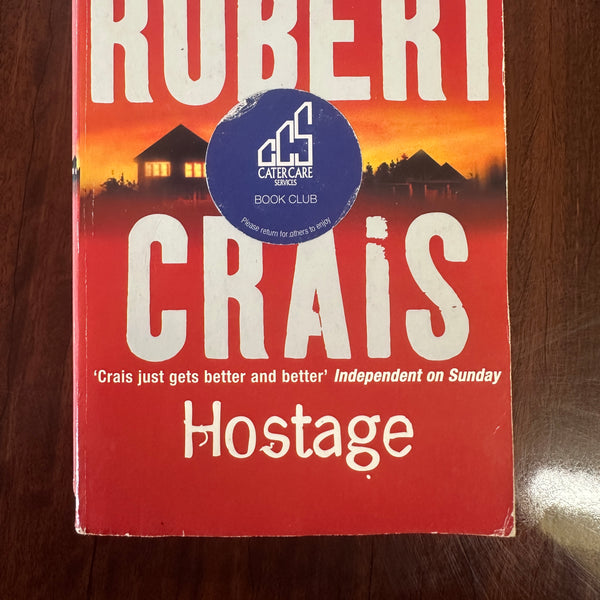 ROBERT
CCS
CATERCARE
SERVICES
BOOK CLUB
Please return for others to enjoy
CRAiS
'Crais just gets better and better' Independent on Sunday
Hostage